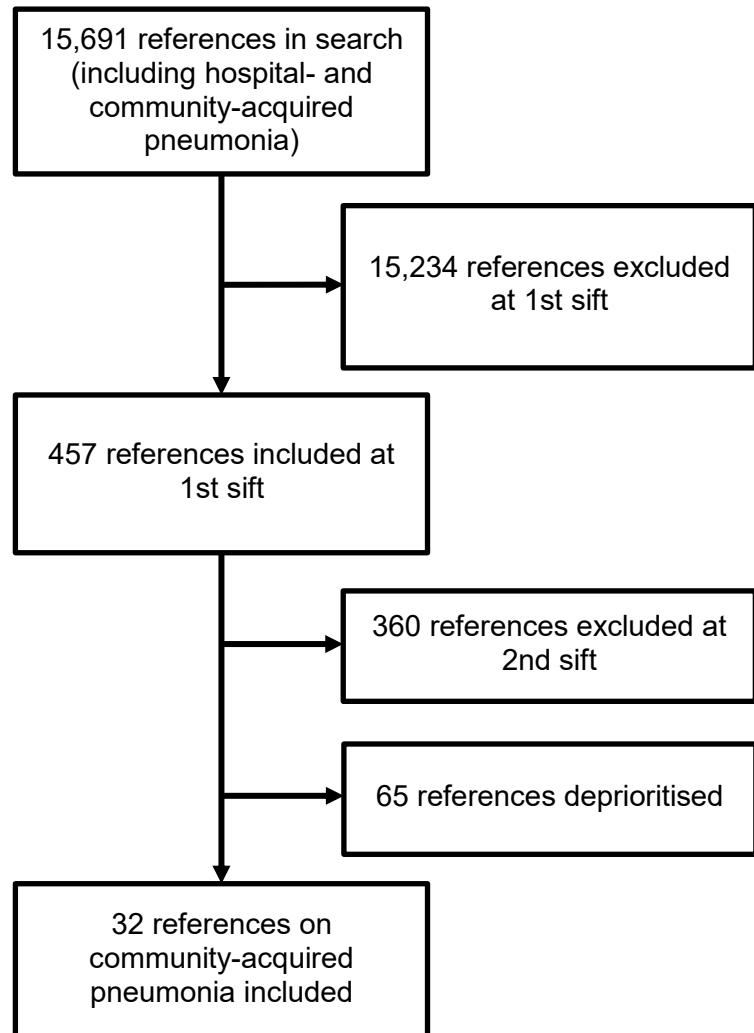 15,691 references in search
(including hospital- and
community-acquired
pneumonia)
15,234 references excluded
at 1st sift
457 references included at
1st sift
360 references excluded at
2nd sift
65 references deprioritised
32 references on
community-acquired
pneumonia included